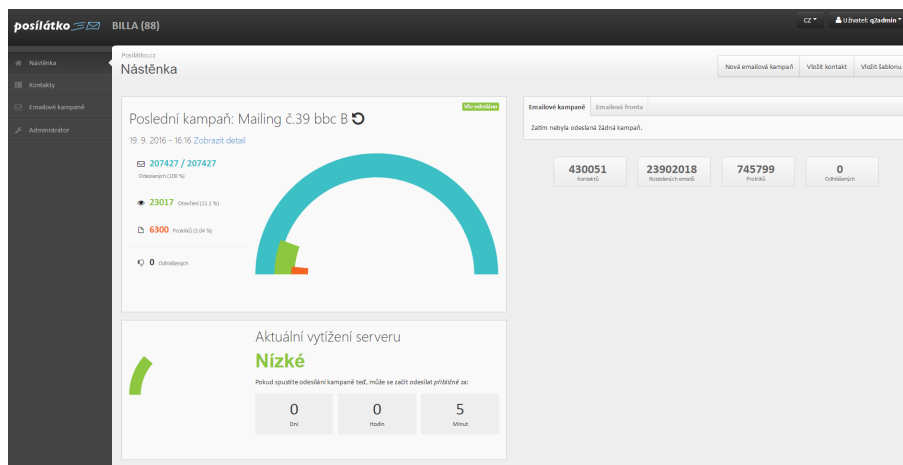 posílátko BILLA (88) CZ Uživatel: q2admin
Nástěnka
Kontakty
Emailové kampaně
Administrátor
Posílátko.cz
Nástěnka
Nová emailová kampaň Vložit kontakt Vložit šablonu
Poslední kampaň: Mailing č.39 bbc B
Vše odesláno
19. 9. 2016 - 16:16 Zobrazit detail
207427 / 207427
Odeslaných (100 %)
23017 Otevření (11.1 %)
6300 Prokliků (3.04 %)
0 Odhlášených
Emailové kampaně Emailová fronta
Zatím nebyla odeslaná žádná kampaň.
430051
Kontaktů
23902018
Rozeslaných emailů
745799
Prokliků
0
Odhlášených
Aktuální vytížení serveru
Nízké
Pokud spustíte odesílání kampaně teď, může se začít odesílat přibližně za:
0
Dní
0
Hodin
5
Minut